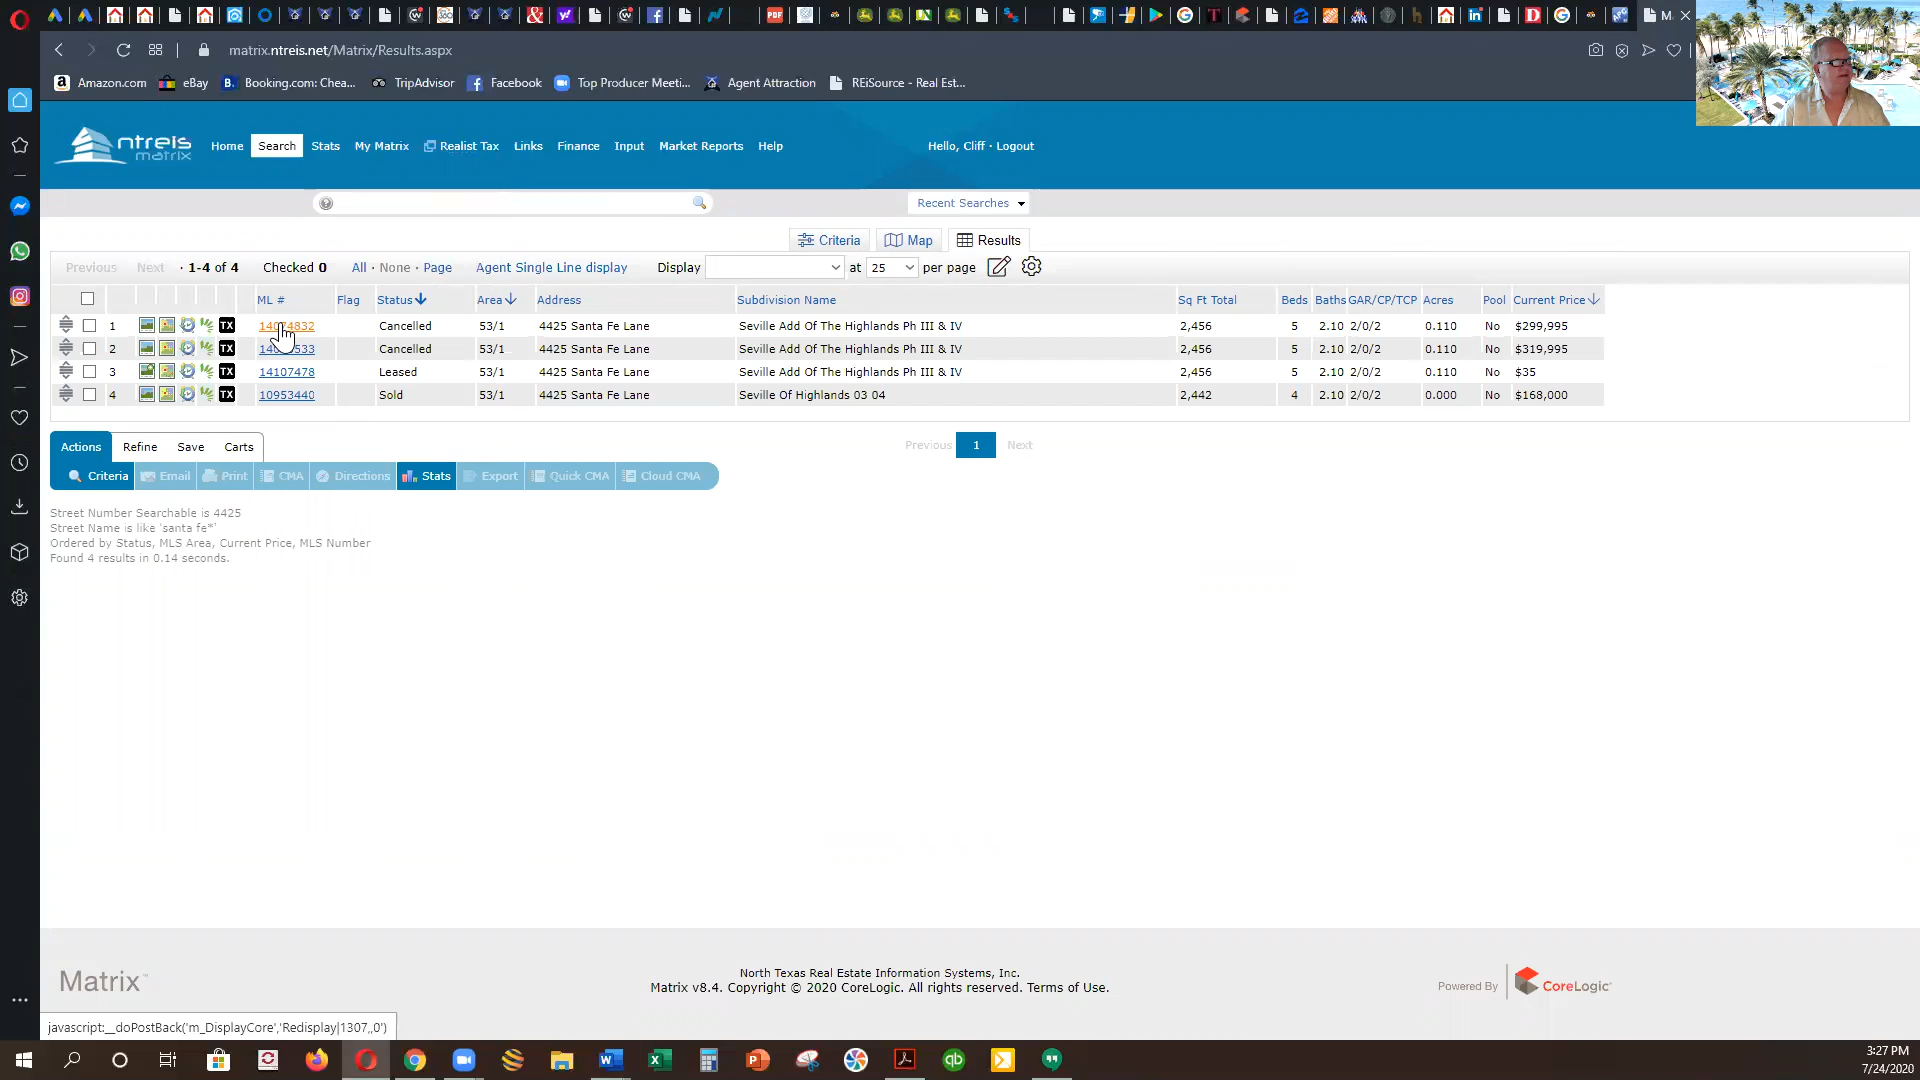 M
matrix.ntreis.net/Matrix/Results.aspx
Amazon.com eBay Booking.com: Chea... TripAdvisor Facebook Top Producer Meeti... Agent Attraction REiSource - Real Est...
ntreis matrix
Home Search Stats My Matrix Realist Tax Links Finance Input Market Reports Help Hello, Cliff · Logout
Recent Searches
Criteria Map Results
Previous Next · 1-4 of 4 Checked 0 All · None · Page Agent Single Line display Display at 25 per page
ML # Flag Status Area Address Subdivision Name Sq Ft Total Beds Baths GAR/CP/TCP Acres Pool Current Price
1 TX 14074832 Cancelled 53/1 4425 Santa Fe Lane Seville Add Of The Highlands Ph III & IV 2,456 5 2.10 2/0/2 0.110 No $299,995
2 TX Cancelled 53/1 4425 Santa Fe Lane Seville Add Of The Highlands Ph III & IV 2,456 5 2.10 2/0/2 0.110 No $319,995
3 TX 14107478 Leased 53/1 4425 Santa Fe Lane Seville Add Of The Highlands Ph III & IV 2,456 5 2.10 2/0/2 0.110 No $35
4 TX 10953440 Sold 53/1 4425 Santa Fe Lane Seville Of Highlands 03 04 2,442 4 2.10 2/0/2 0.000 No $168,000
Actions Refine Save Carts Previous 1 Next
Criteria Email Print CMA Directions Stats Export Quick CMA Cloud CMA
Street Number Searchable is 4425
Street Name is like 'santa fe*'
Ordered by Status, MLS Area, Current Price, MLS Number
Found 4 results in 0.14 seconds.
Matrix™
North Texas Real Estate Information Systems, Inc.
Matrix v8.4. Copyright © 2020 CoreLogic. All rights reserved. Terms of Use.
Powered By CoreLogic
javascript:__doPostBack('m_DisplayCore','Redisplay|1307,,0')
3:27 PM
7/24/2020